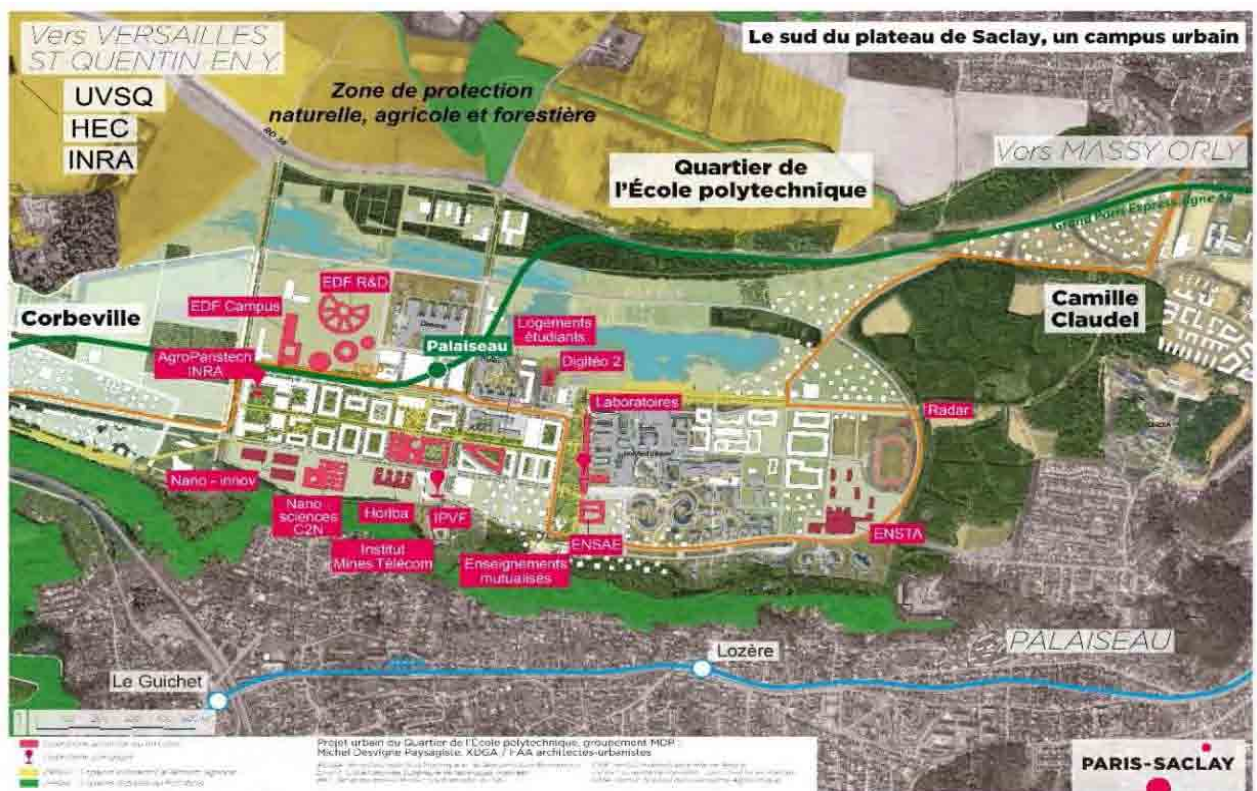 Vers VERSAILLES
ST QUENTIN EN Y.
Le sud du plateau de Saclay, un campus urbain
UVSQ
HEC
INRA
Zone de protection
naturelle, agricole et forestière
RD 36
Quartier de
l'École polytechnique
Vers MASSY ORLY
Grand Paris Express ligne 18
EDF R&D
EDF Campus
Corbeville
Camille
Claudel
Logements
étudiants
Palaiseau
AgroParistech
INRA
Digitéo 2
Laboratoires
Radar
Nano - innov
Nano
sciences
C2N
Horiba
IPVF
ENSAE
ENSTA
Institut
Mines Télécom
Enseignements
mutualisés
PALAISEAU
Lozère
Le Guichet
Projet urbain du Quartier de l'École polytechnique, groupement MDP :
Michel Desvigne Paysagiste, XDGA / FAA architectes-urbanistes
PARIS-SACLAY